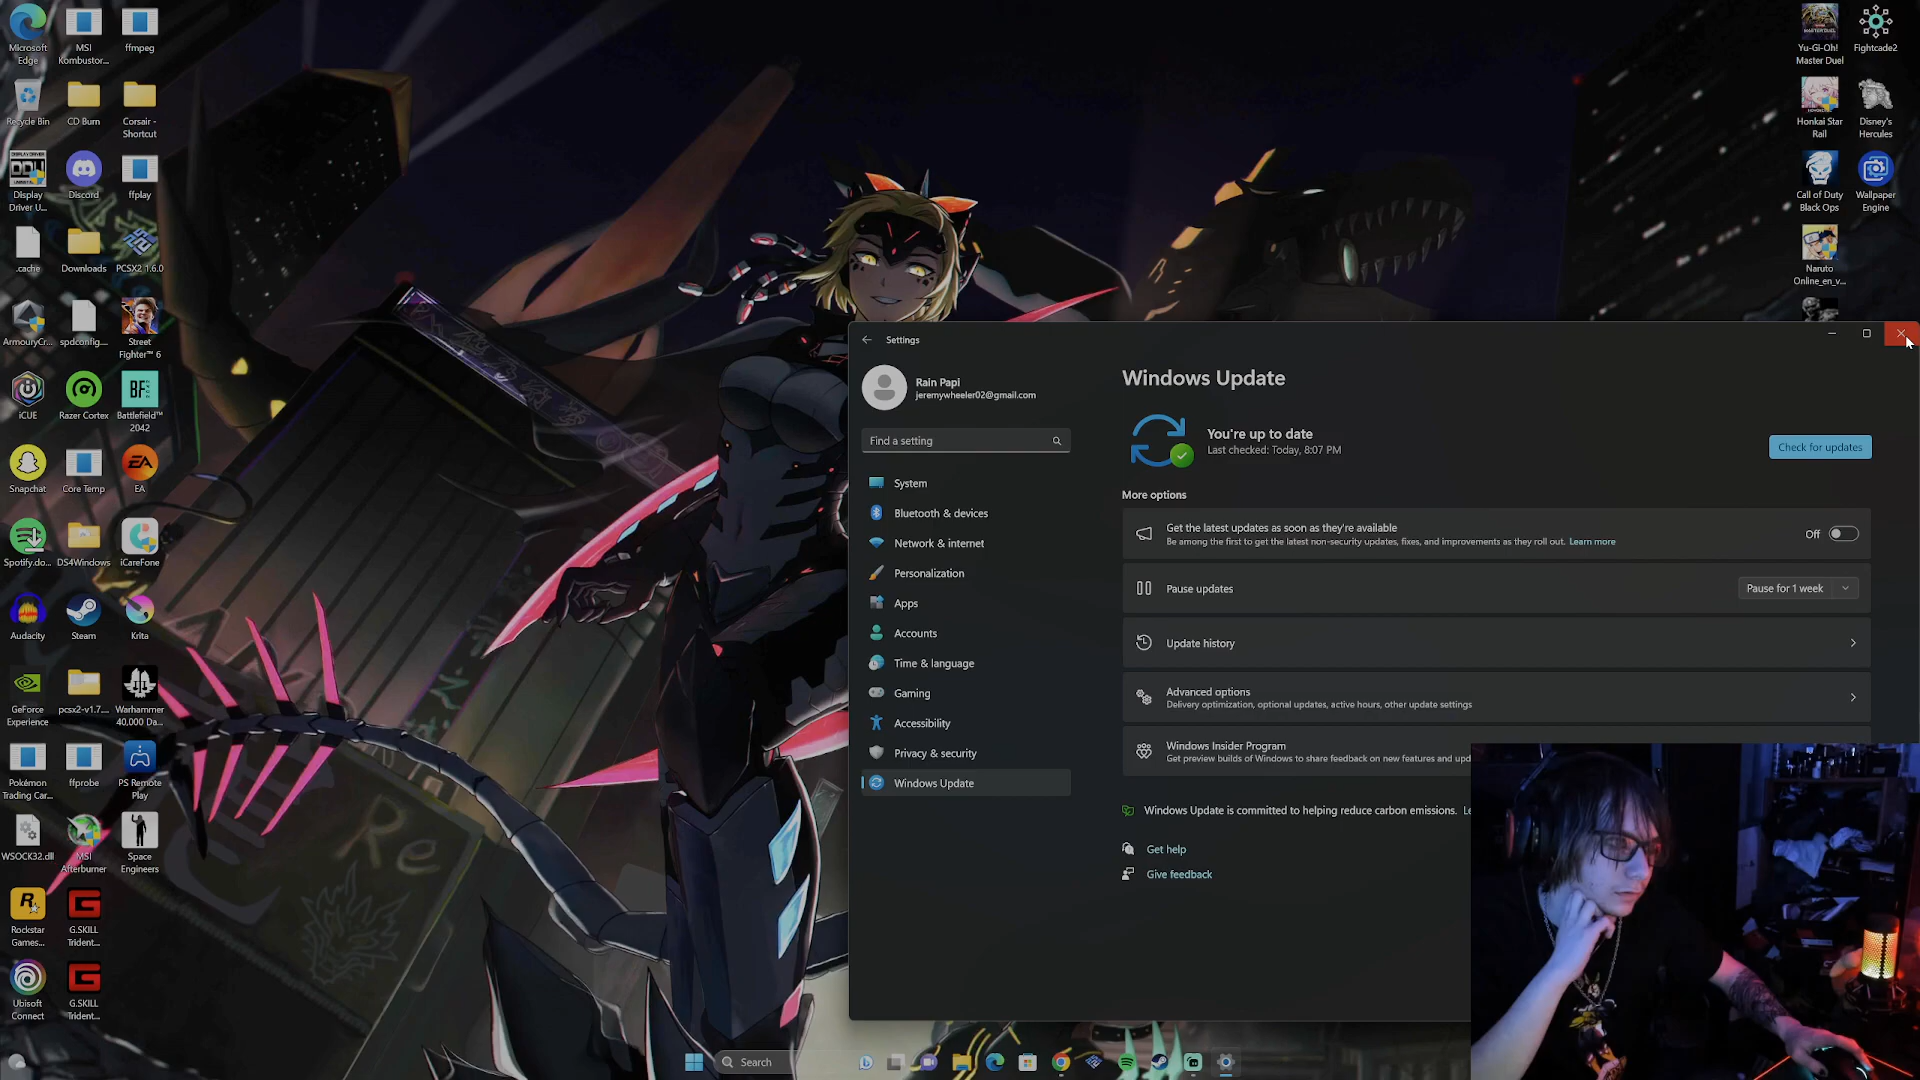 Microsoft
Edge
MSI
Kombustor...
ffmpeg
Recycle Bin
CD Burn
Corsair -
Shortcut
Display
Driver U...
Discord
ffplay
.cache
Downloads
PCSX2 1.6.0
ArmouryCr...
spdconfig...
Street
Fighter™ 6
iCUE
Razer Cortex
BF
Battlefield™
2042
Snapchat
Core Temp
EA
EA
Spotify.do...
DS4Windows
iCareFone
Audacity
Steam
Krita
GeForce
Experience
pcsx2-v1.7....
Warhammer
40,000 Da...
Pokémon
Trading Car...
ffprobe
PS Remote
Play
WSOCK32.dll
MSI
Afterburner
Space
Engineers
Rockstar
Games...
G.SKILL
Trident...
Ubisoft
Connect
G.SKILL
Trident...
Yu-Gi-Oh!
Master Duel
Fightcade2
Honkai Star
Rail
Disney's
Hercules
Call of Duty
Black Ops
Wallpaper
Engine
Naruto
Online_en_v...
Re
Settings
Rain Papi
jeremywheeler02@gmail.com
Find a setting
System
Bluetooth & devices
Network & internet
Personalization
Apps
Accounts
Time & language
Gaming
Accessibility
Privacy & security
Windows Update
Windows Update
You're up to date
Last checked: Today, 8:07 PM
Check for updates
More options
Get the latest updates as soon as they're available
Be among the first to get the latest non-security updates, fixes, and improvements as they roll out. Learn more
Off
Pause updates
Pause for 1 week
Update history
Advanced options
Delivery optimization, optional updates, active hours, other update settings
Windows Insider Program
Get preview builds of Windows to share feedback on new features and upd
Windows Update is committed to helping reduce carbon emissions. Le
Get help
Give feedback
Search